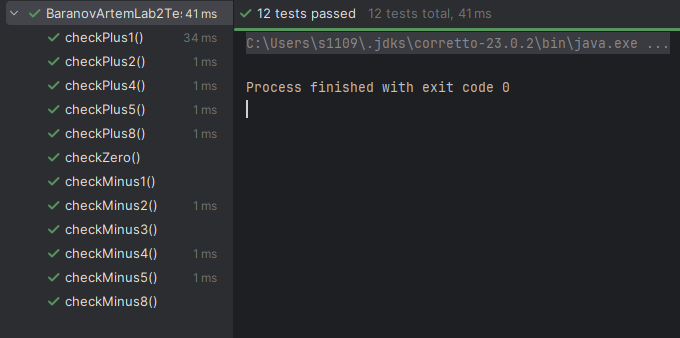 BaranovArtemLab2Tes 41 ms
checkPlus1() 34 ms
checkPlus2() 1 ms
checkPlus4() 1 ms
checkPlus5() 1 ms
checkPlus8() 1 ms
checkZero()
checkMinus1()
checkMinus2() 1 ms
checkMinus3()
checkMinus4() 1 ms
checkMinus5() 1 ms
checkMinus8()
12 tests passed 12 tests total, 41 ms
C:\Users\s1109\.jdks\corretto-23.0.2\bin\java.exe ...
Process finished with exit code 0